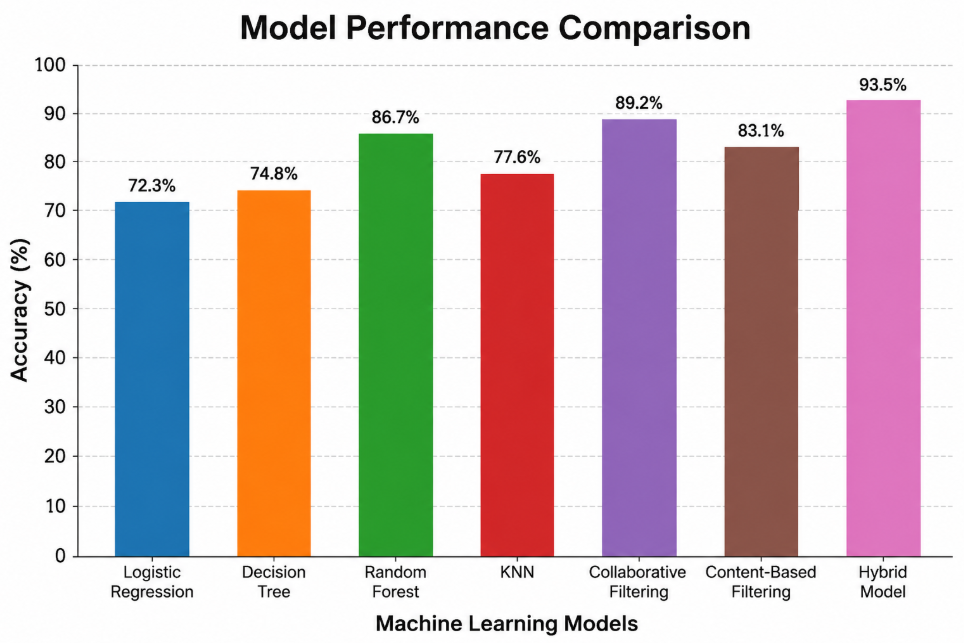 Model Performance Comparison
Accuracy (%)
100
90
80
70
60
50
40
30
20
10
0
72.3%
74.8%
86.7%
77.6%
89.2%
83.1%
93.5%
Logistic
Regression
Decision
Tree
Random
Forest
KNN
Collaborative
Filtering
Content-Based
Filtering
Hybrid
Model
Machine Learning Models